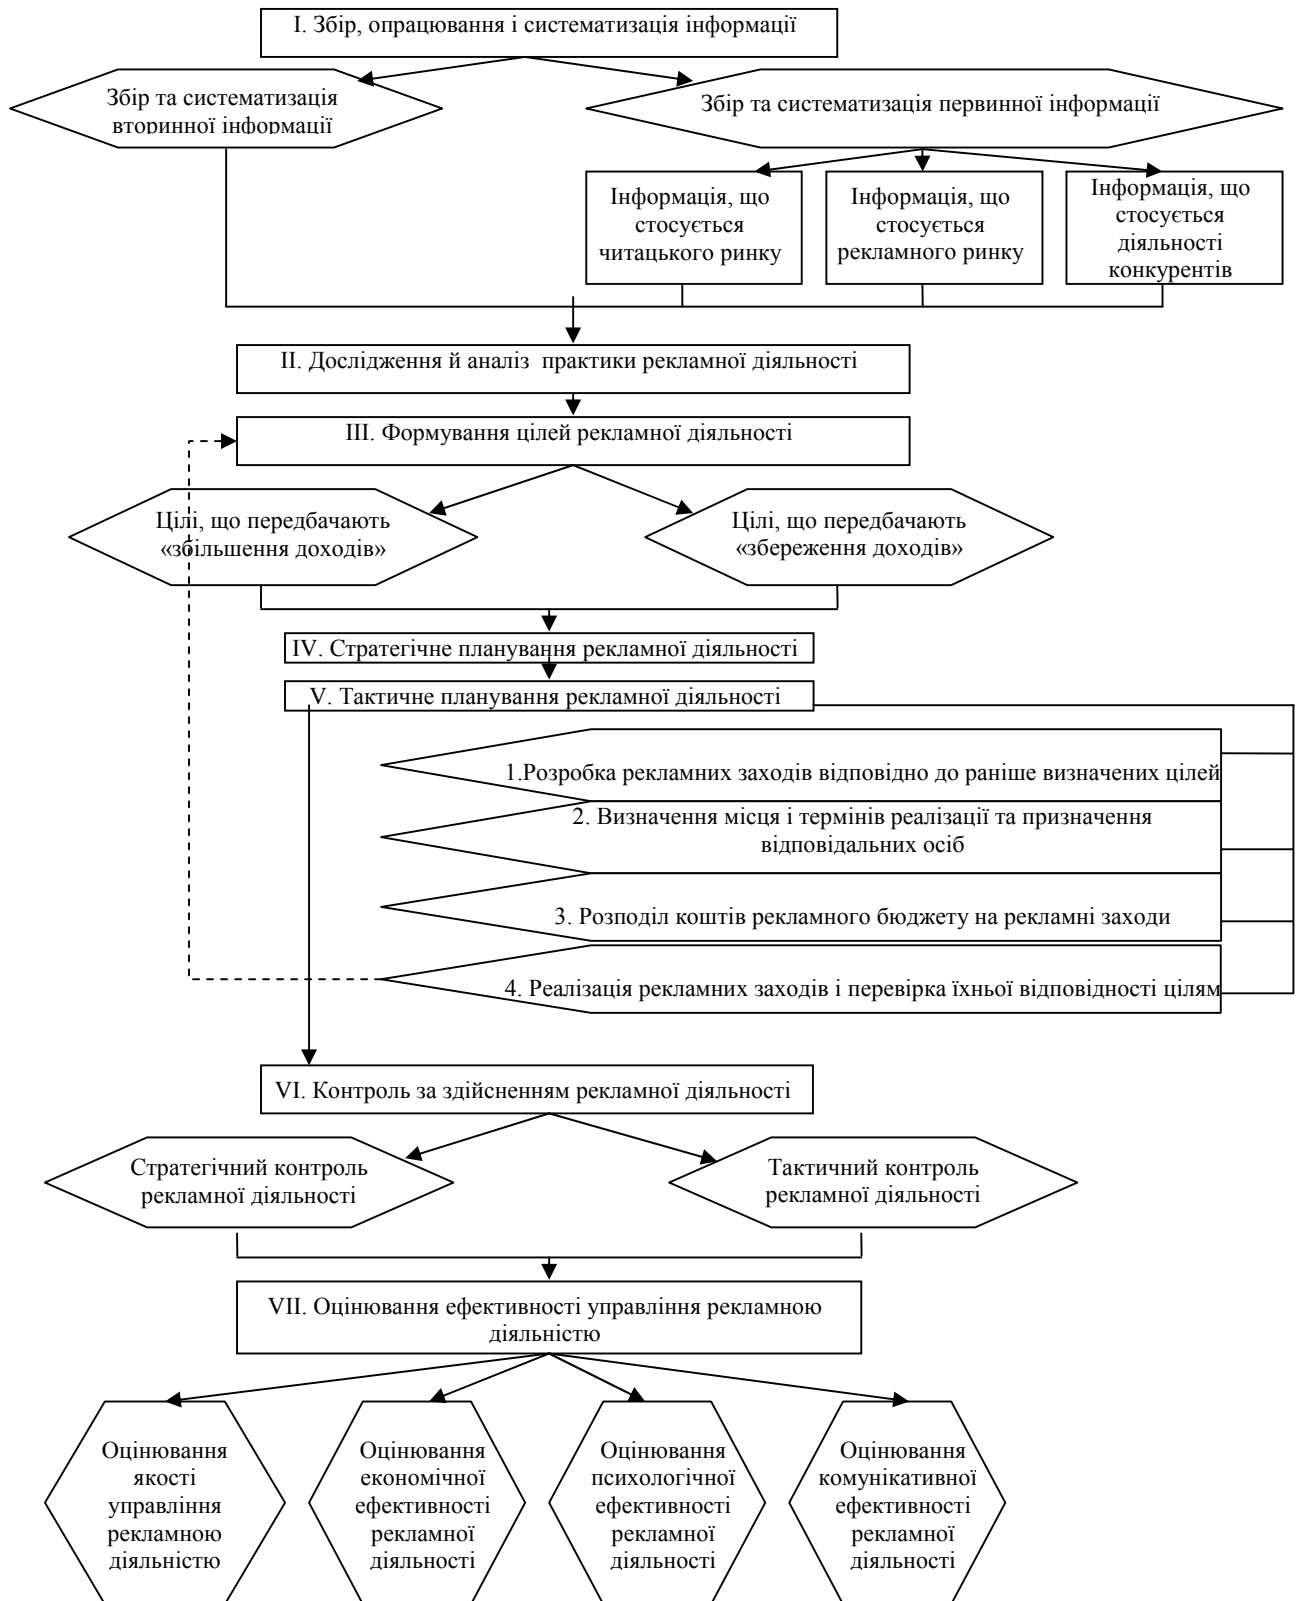 I. Збір, опрацювання і систематизація інформації
Збір та систематизація
вторинної інформації
Збір та систематизація первинної інформації
Інформація, що
стосується
читацького ринку
Інформація, що
стосується
рекламного ринку
Інформація, що
стосується
діяльності
конкурентів
II. Дослідження й аналіз практики рекламної діяльності
III. Формування цілей рекламної діяльності
Цілі, що передбачають
«збільшення доходів»
Цілі, що передбачають
«збереження доходів»
IV. Стратегічне планування рекламної діяльності
V. Тактичне планування рекламної діяльності
1.Розробка рекламних заходів відповідно до раніше визначених цілей
2. Визначення місця і термінів реалізації та призначення
відповідальних осіб
3. Розподіл коштів рекламного бюджету на рекламні заходи
4. Реалізація рекламних заходів і перевірка їхньої відповідності цілям
VI. Контроль за здійсненням рекламної діяльності
Стратегічний контроль
рекламної діяльності
Тактичний контроль
рекламної діяльності
VII. Оцінювання ефективності управління рекламною
діяльністю
Оцінювання
якості
управління
рекламною
діяльністю
Оцінювання
економічної
ефективності
рекламної
діяльності
Оцінювання
психологічної
ефективності
рекламної
діяльності
Оцінювання
комунікативної
ефективності
рекламної
діяльності